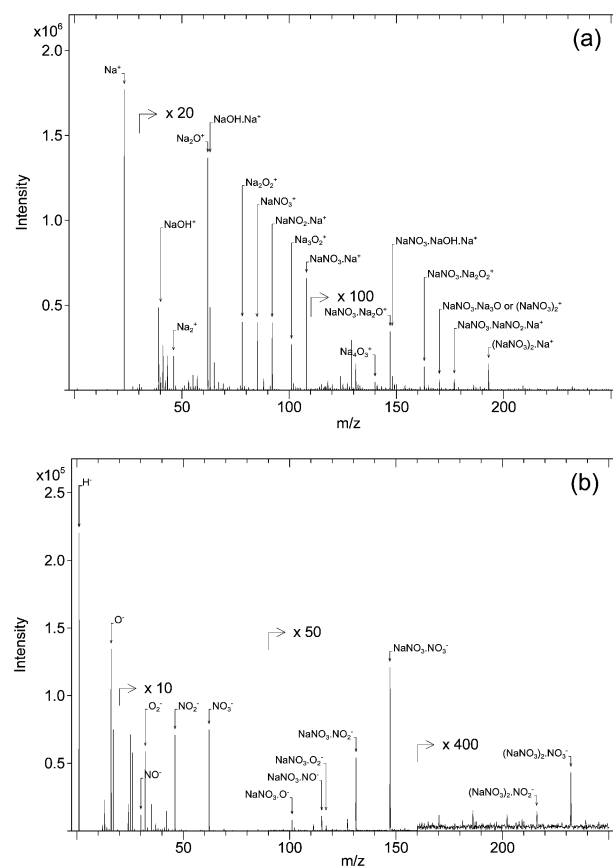 x10⁶
(a)
2.0
Na⁺
x 20
NaOH.Na⁺
1.5
Na₂O⁺
Na₂O₂⁺
NaNO₃⁺
NaNO₂.Na⁺
NaOH⁺
Na₃O₂⁺
NaNO₃.NaOH.Na⁺
1.0
NaNO₃.Na⁺
NaNO₃.Na₂O₂⁺
x 100
NaNO₃.Na₂O⁺
NaNO₃.Na₃O or (NaNO₃)₂⁺
0.5
Na₂⁺
NaNO₃.NaNO₂.Na⁺
Na₄O₃⁺
(NaNO₃)₂.Na⁺
Intensity
50 100 150 200
m/z
x10⁵
(b)
H⁻
2.5
2.0
O⁻
x 50
1.5
NaNO₃.NO₃⁻
x 10
O₂⁻ NO₂⁻ NO₃⁻
1.0
NaNO₃.NO₂⁻
x 400
NaNO₃.O₂⁻
(NaNO₃)₂.NO₃⁻
0.5
NO⁻
NaNO₃.NO⁻
NaNO₃.O⁻
(NaNO₃)₂.NO₂⁻
Intensity
50 100 150 200
m/z